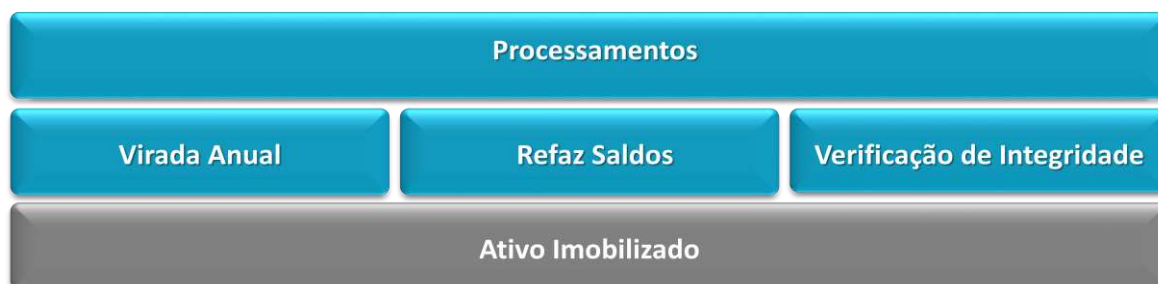 Processamentos
Virada Anual
Refaz Saldos
Verificação de Integridade
Ativo Imobilizado